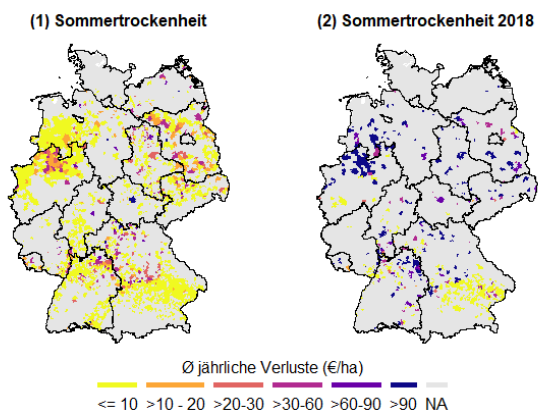 (1) Sommertrockenheit (2) Sommertrockenheit 2018
Ø jährliche Verluste (€/ha)
<= 10 >10 - 20 >20-30 >30-60 >60-90 >90 NA